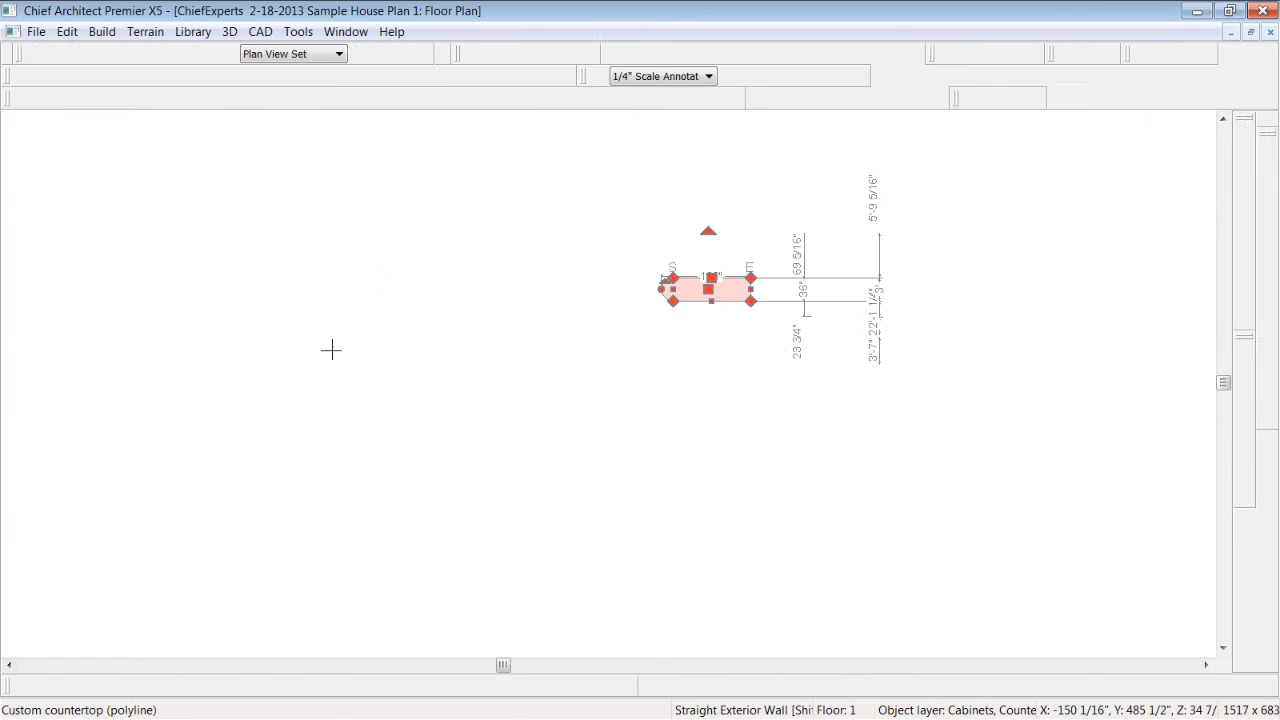 Chief Architect Premier X5 - [ChiefExperts 2-18-2013 Sample House Plan 1: Floor Plan]
File Edit Build Terrain Library 3D CAD Tools Window Help
Plan View Set
1/4" Scale Annotat
5'-9 5/16"
69 5/16"
S
E
36"
3'
22'-1 1/4"
23 3/4"
3'-7"
Custom countertop (polyline) Straight Exterior Wall [Shi Floor: 1 Object layer: Cabinets, Counte X: -150 1/16", Y: 485 1/2", Z: 34 7/ 1517 x 683